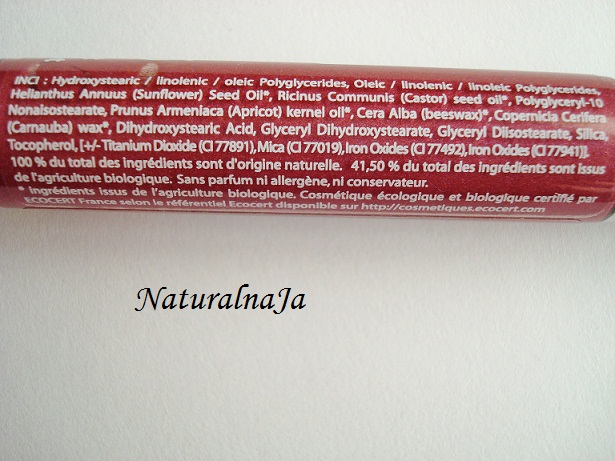 INCI : Hydroxystearic / linolenic / oleic Polyglycerides, Oleic / linolenic / linoleic Polyglycerides,
Helianthus Annuus (Sunflower) Seed Oil*, Ricinus Communis (Castor) seed oil*, Polyglyceryl-10
Nonaisostearate, Prunus Armeniaca (Apricot) kernel oil*, Cera Alba (beeswax)*, Copernicia Cerifera
(Carnauba) wax*, Dihydroxystearic Acid, Glyceryl Dihydroxystearate, Glyceryl Diisostearate, Silica,
Tocopherol, [+/- Titanium Dioxide (CI 77891), Mica (CI 77019), Iron Oxides (CI 77492), Iron Oxides (CI 77941)].
100 % du total des ingrédients sont d'origine naturelle. 41,50 % du total des ingrédients sont issus
de l'agriculture biologique. Sans parfum ni allergène, ni conservateur.
* Ingrédients issus de l'agriculture biologique. Cosmétique écologique et biologique certifié par
ECOCERT France selon le référentiel Ecocert disponible sur http://cosmetiques.ecocert.com
NaturalnaJa